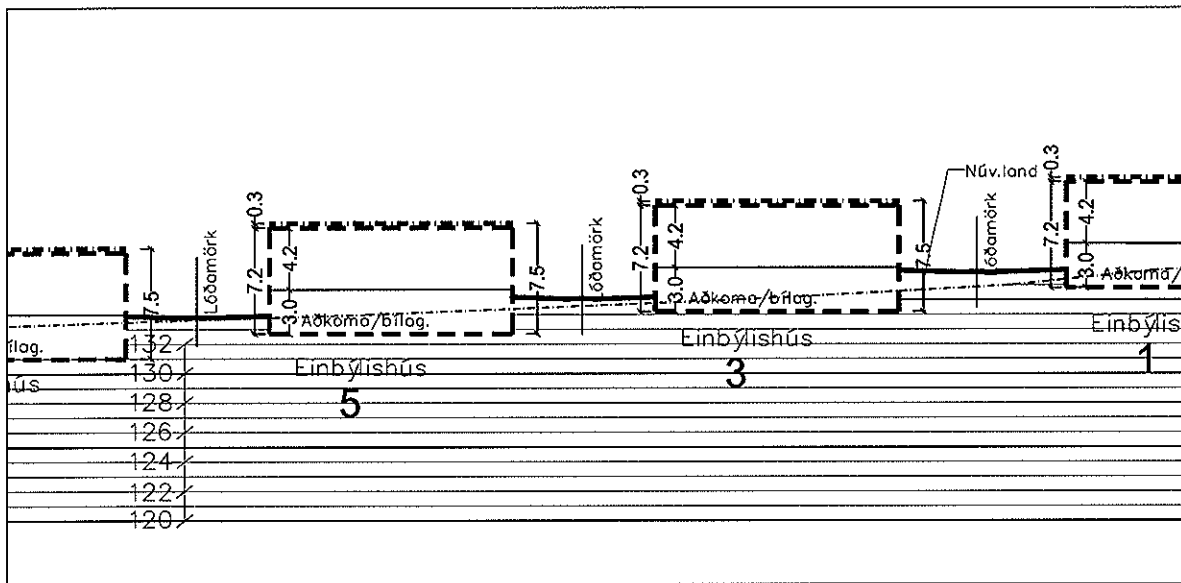 0.3
4.2
7.2
3.0
Aðkoma/bílag.
7.5
Einbýlishús
5
Lóðamörk
0.3
4.2
7.2
3.0
Aðkoma/bílag.
7.5
Einbýlishús
3
Lóðamörk
Núv.land
0.3
4.2
7.2
3.0
Aðkoma/
Einbýlis
1
Lóðamörk
7.5
ílag.
ús
132
130
128
126
124
122
120